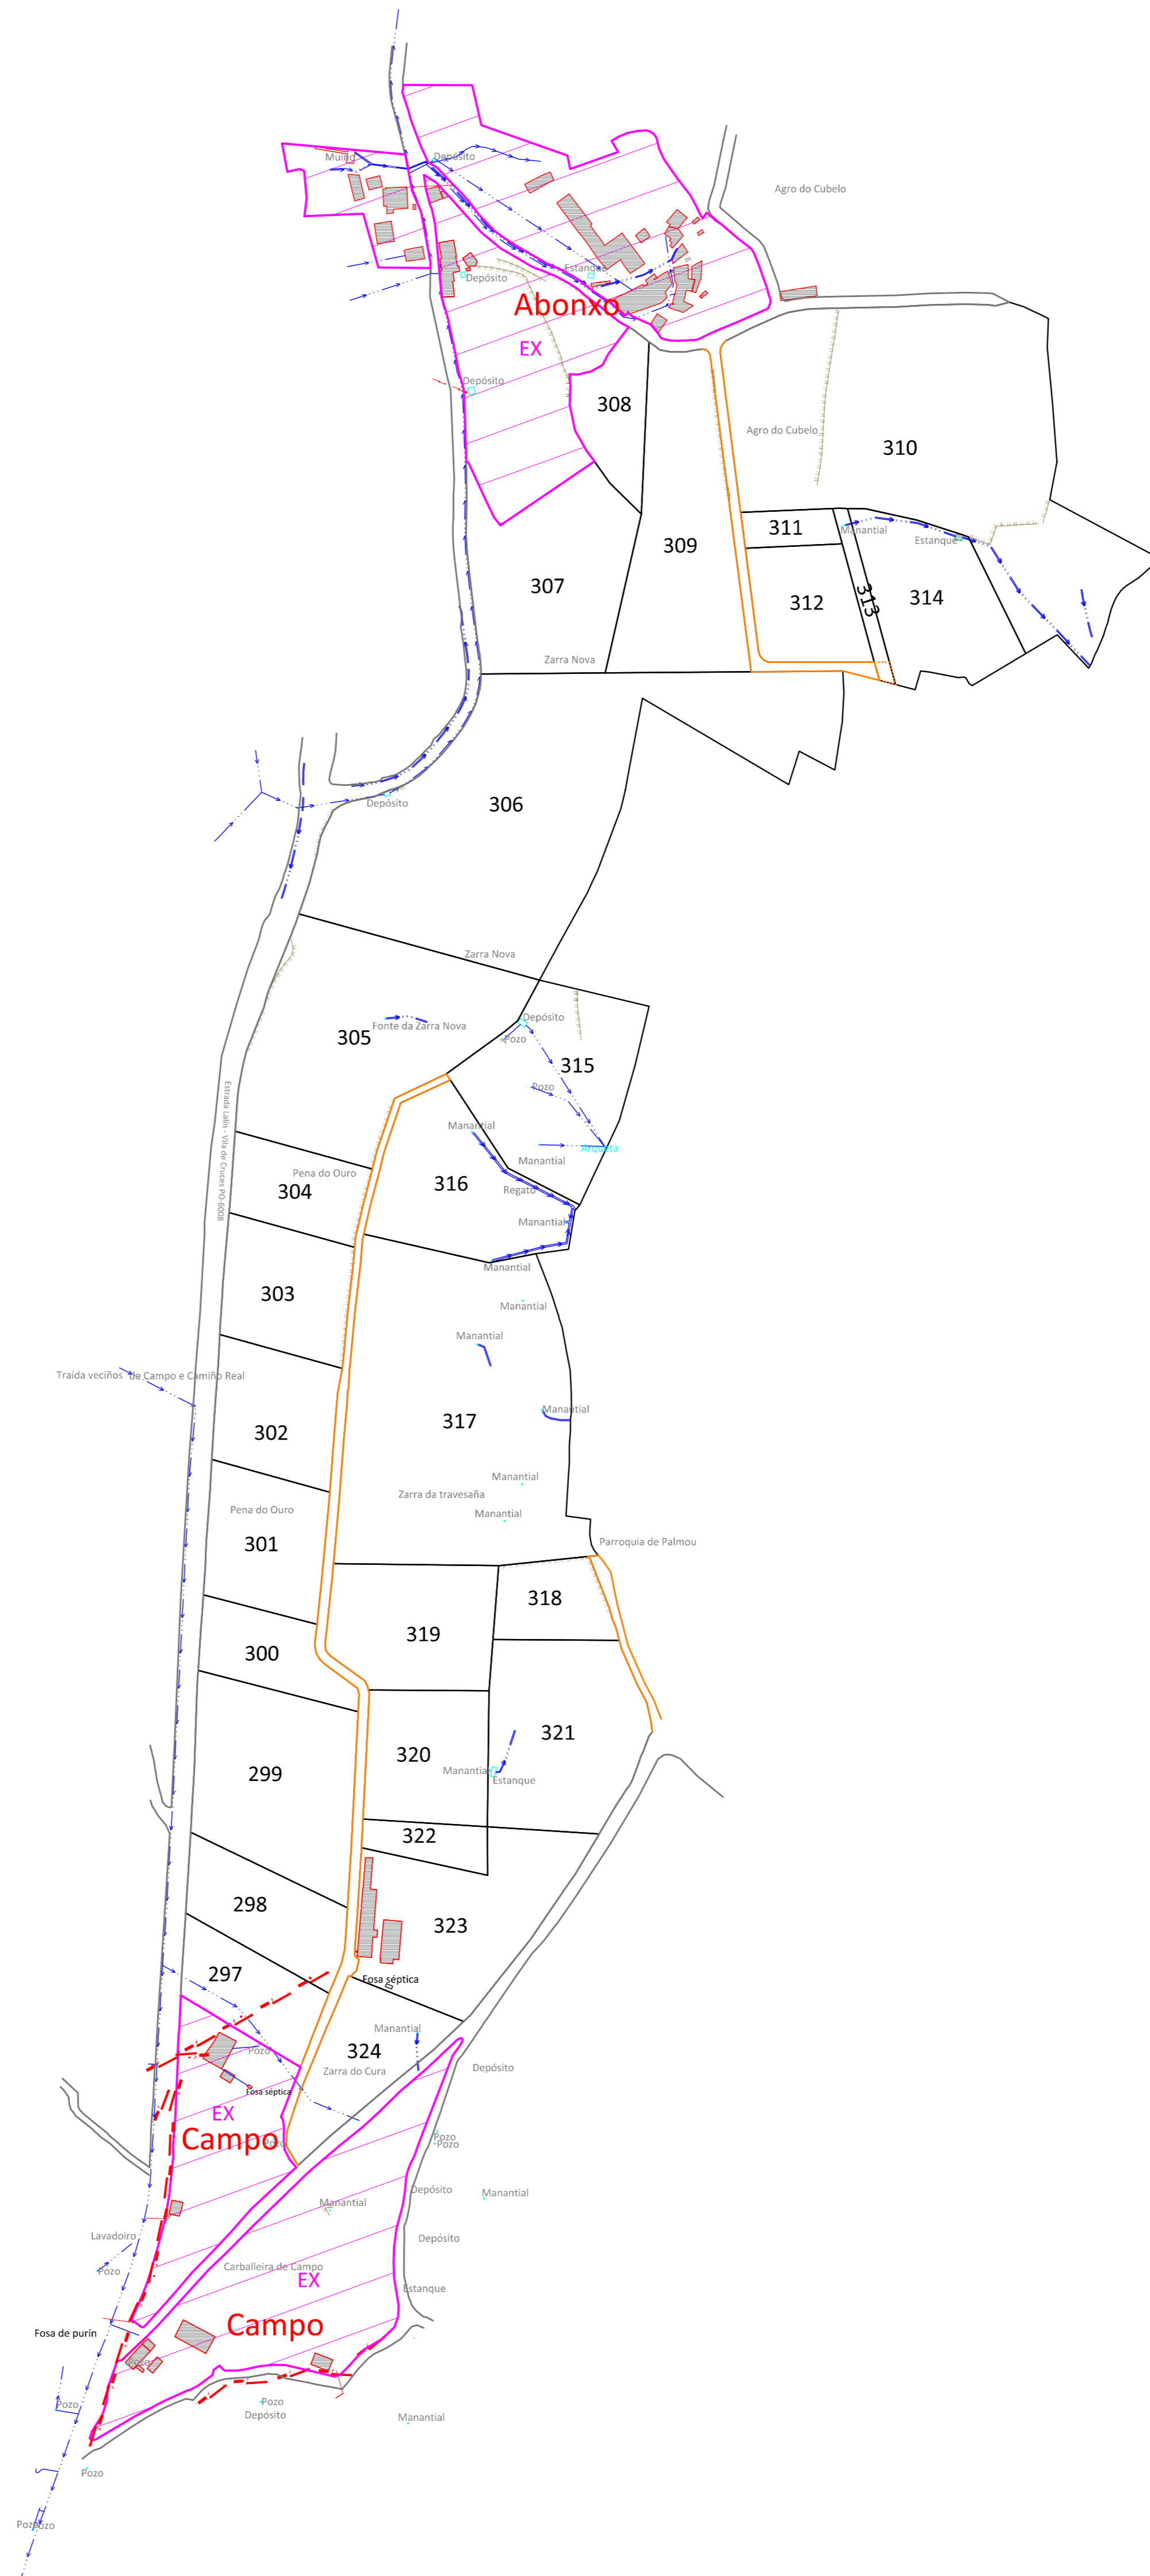 Muiño
Depósito
Agro do Cubelo
Depósito
Estanque
Abonxo
EX
Depósito
308
Agro do Cubelo
310
311
Manantial
309
Estanque
307
312
313
314
Zarra Nova
306
Depósito
Zarra Nova
Depósito
Fonte da Zarra Nova
305
Pozo
315
Pozo
Estrada Lalín - Vila de Cruces PO-6008
Manantial
Arqueta
Manantial
Pena do Ouro
304
316
Regato
Manantial
Manantial
303
Manantial
Manantial
Traída veciños de Campo e Camiño Real
Manantial
317
302
Manantial
Zarra da travesaña
Pena do Ouro
Manantial
301
Parroquia de Palmou
318
319
300
321
320
299
Manantial
Estanque
322
298
323
297
Fosa séptica
Manantial
324
Pozo
Zarra do Cura
Depósito
Fosa séptica
EX
Campo
Pozo
Pozo
Pozo
Depósito
Manantial
Manantial
Lavadoiro
Depósito
Carballeira de Campo
Pozo
EX
Estanque
Campo
Fosa de purín
Pozo
Pozo
Pozo
Depósito
Manantial
Pozo
Pozo
Pozo